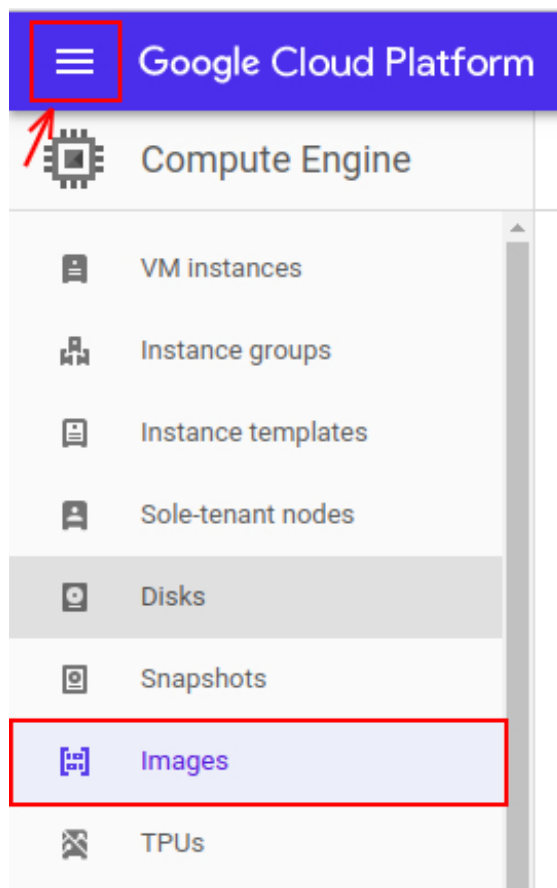 Google Cloud Platform
Compute Engine
VM instances
Instance groups
Instance templates
Sole-tenant nodes
Disks
Snapshots
Images
TPUs